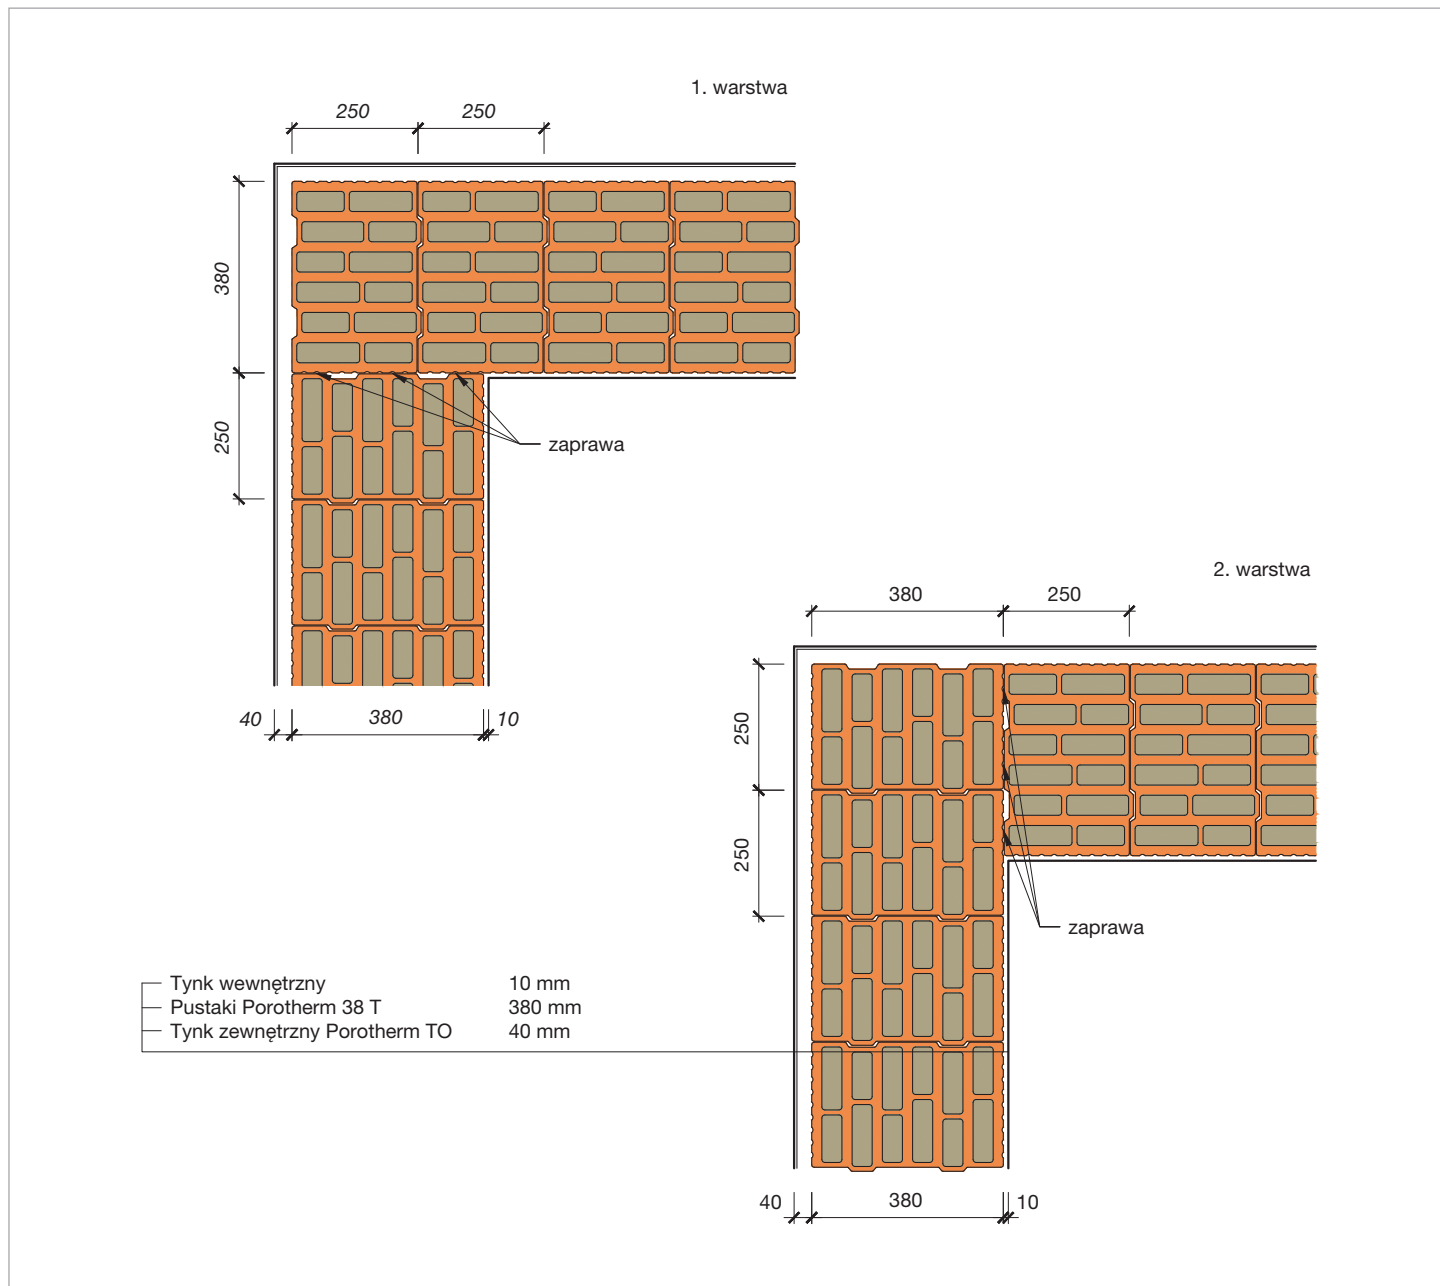 1. warstwa
250 250
380
250
zaprawa
40 380 10
2. warstwa
380 250
250
250
zaprawa
Tynk wewnętrzny 10 mm
Pustaki Porotherm 38 T 380 mm
Tynk zewnętrzny Porotherm TO 40 mm
40 380 10